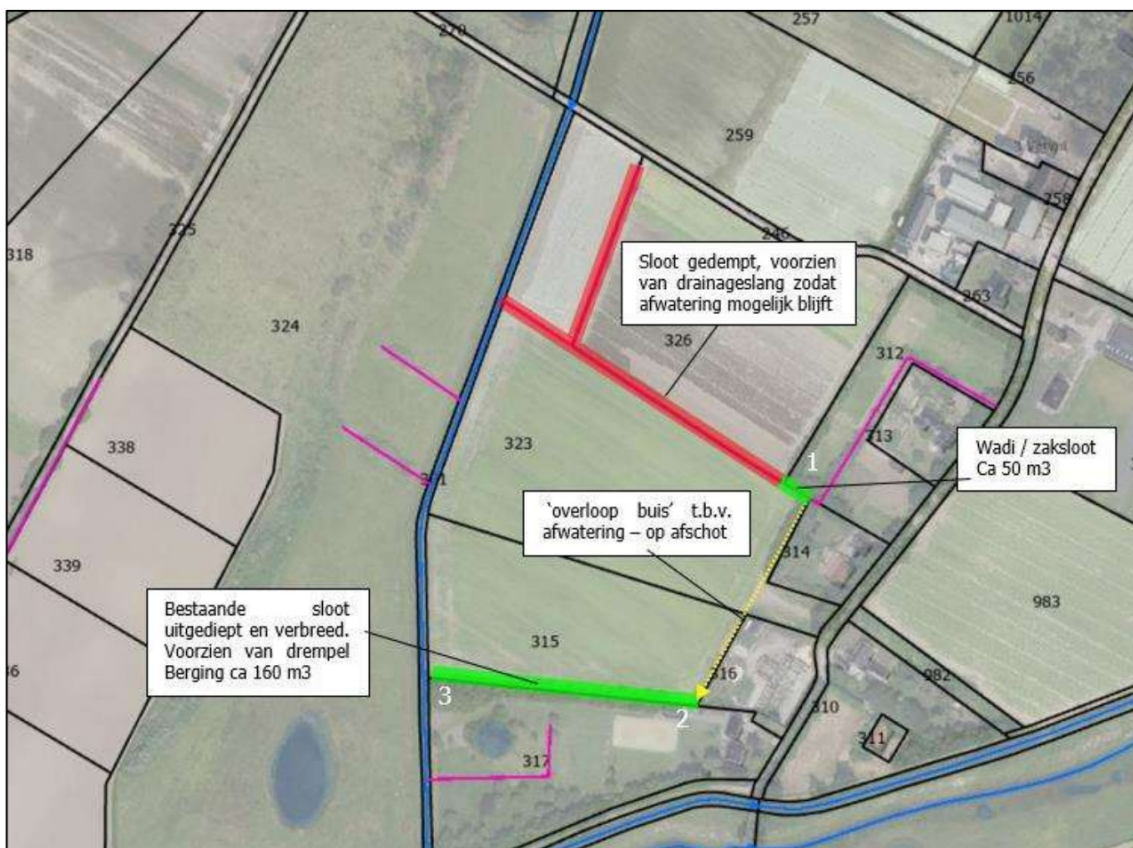 257
1014
270
256
259
258
325
318
246
Sloot gedempt, voorzien
van drainageslang zodat
afwatering mogelijk blijft
263
324
326
312
338
323
313
1
Wadi / zaksloot
Ca 50 m3
'overloop buis' t.b.v.
afwatering – op afschot
314
339
983
Bestaande sloot
uitgediept en verbreed.
Voorzien van drempel
Berging ca 160 m3
315
316
982
3
2
310
311
317